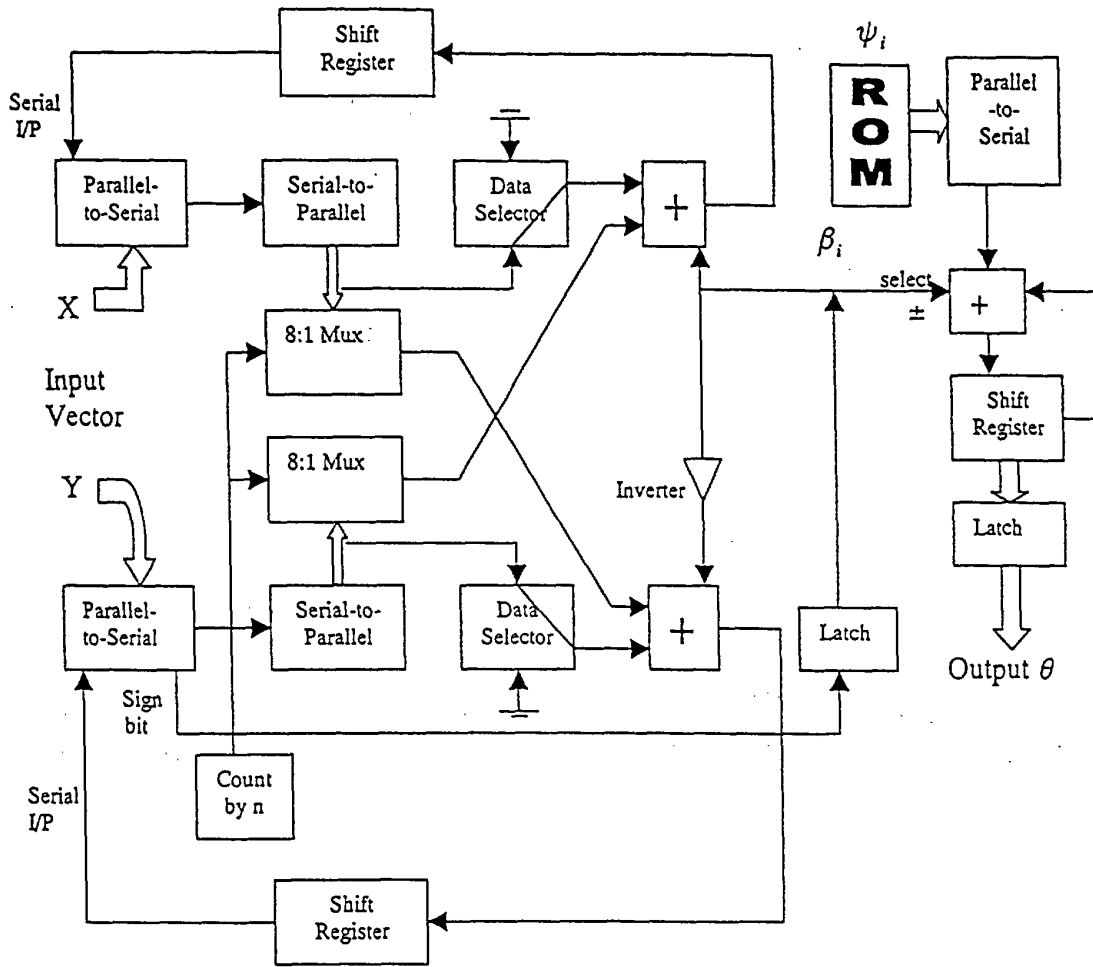 Shift
Register
ψi
ROM
Parallel
-to-
Serial
Serial
I/P
Parallel-
to-Serial
Serial-to-
Parallel
Data
Selector
+
βi
X
8:1 Mux
select
±
+
Input
Vector
Shift
Register
8:1 Mux
Y
Inverter
Latch
Parallel-
to-Serial
Serial-to-
Parallel
Data
Selector
+
Latch
Output θ
Sign
bit
Count
by n
Serial
I/P
Shift
Register